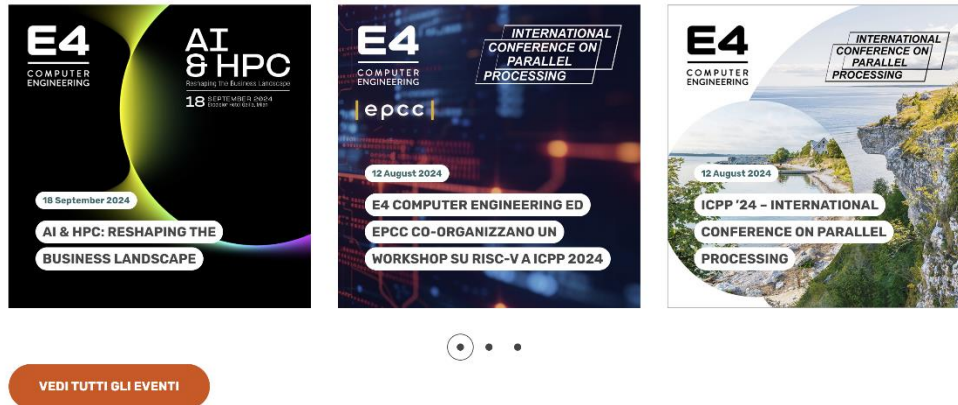 E4
COMPUTER
ENGINEERING
AI
& HPC
Reshaping the Business Landscape
18 SEPTEMBER 2024
18 September 2024
AI & HPC: RESHAPING THE
BUSINESS LANDSCAPE
E4
COMPUTER
ENGINEERING
INTERNATIONAL
CONFERENCE ON
PARALLEL
PROCESSING
|epcc|
12 August 2024
E4 COMPUTER ENGINEERING ED
EPCC CO-ORGANIZZANO UN
WORKSHOP SU RISC-V A ICPP 2024
E4
COMPUTER
ENGINEERING
INTERNATIONAL
CONFERENCE ON
PARALLEL
PROCESSING
12 August 2024
ICPP '24 – INTERNATIONAL
CONFERENCE ON PARALLEL
PROCESSING
VEDI TUTTI GLI EVENTI